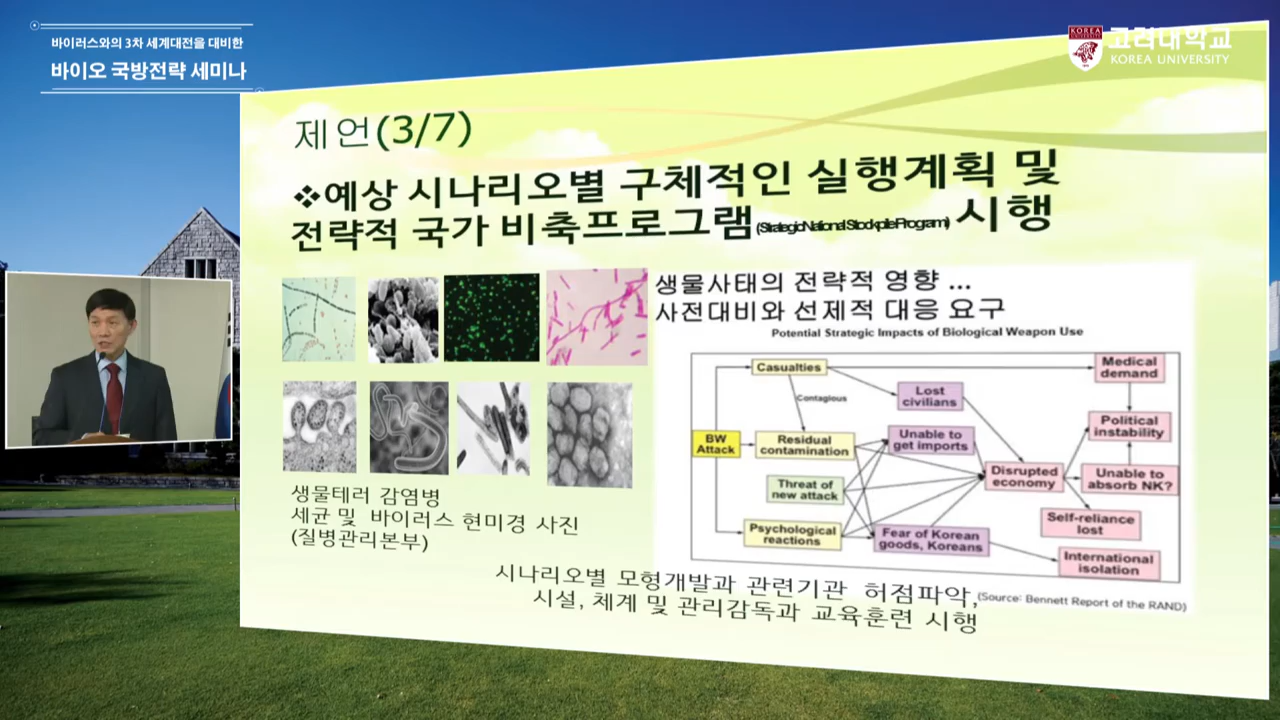 바이러스와의 3차 세계대전을 대비한
바이오 국방전략 세미나
KOREA
UNIVERSITY
고려대학교
KOREA UNIVERSITY
제언(3/7)
❖예상 시나리오별 구체적인 실행계획 및
전략적 국가 비축프로그램(Strategic National Stockpile Program) 시행
생물사태의 전략적 영향 ...
사전대비와 선제적 대응 요구
Potential Strategic Impacts of Biological Weapon Use
Casualties
Medical
demand
Contagious
Lost
civilians
Political
instability
BW
Attack
Residual
contamination
Unable to
get imports
Disrupted
economy
Unable to
absorb NK?
Threat of
new attack
Self-reliance
lost
Psychological
reactions
Fear of Korean
goods, Koreans
International
isolation
생물테러 감염병
세균 및 바이러스 현미경 사진
(질병관리본부)
시나리오별 모형개발과 관련기관 허점파악,
(Source: Bennett Report of the RAND)
시설, 체계 및 관리감독과 교육훈련 시행